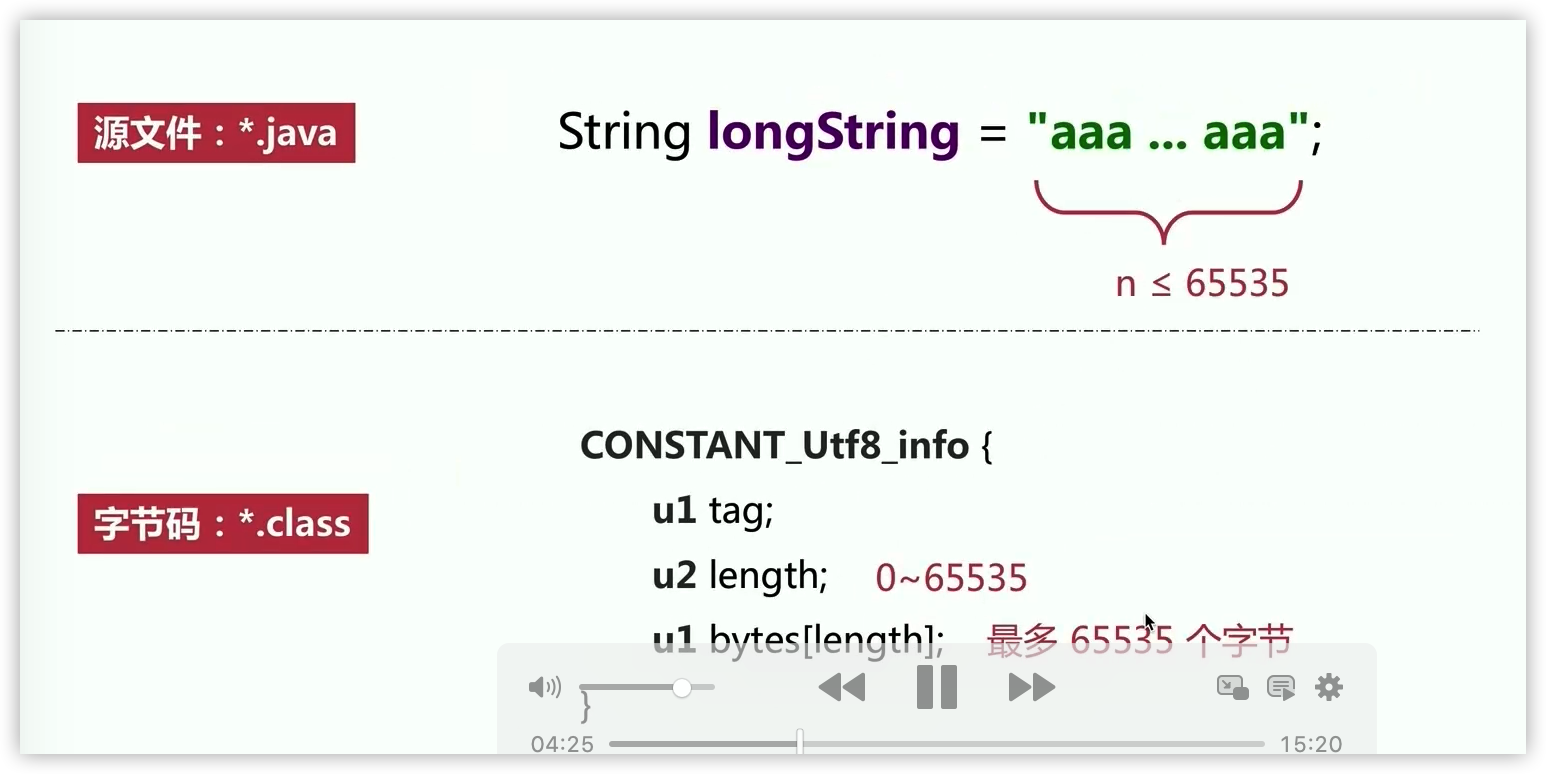 源文件：*.java
String longString = "aaa ... aaa";
n ≤ 65535
字节码：*.class
CONSTANT_Utf8_info {
u1 tag;
u2 length; 0~65535
u1 bytes[length]; 最多 65535 个字节
}
04:25 15:20